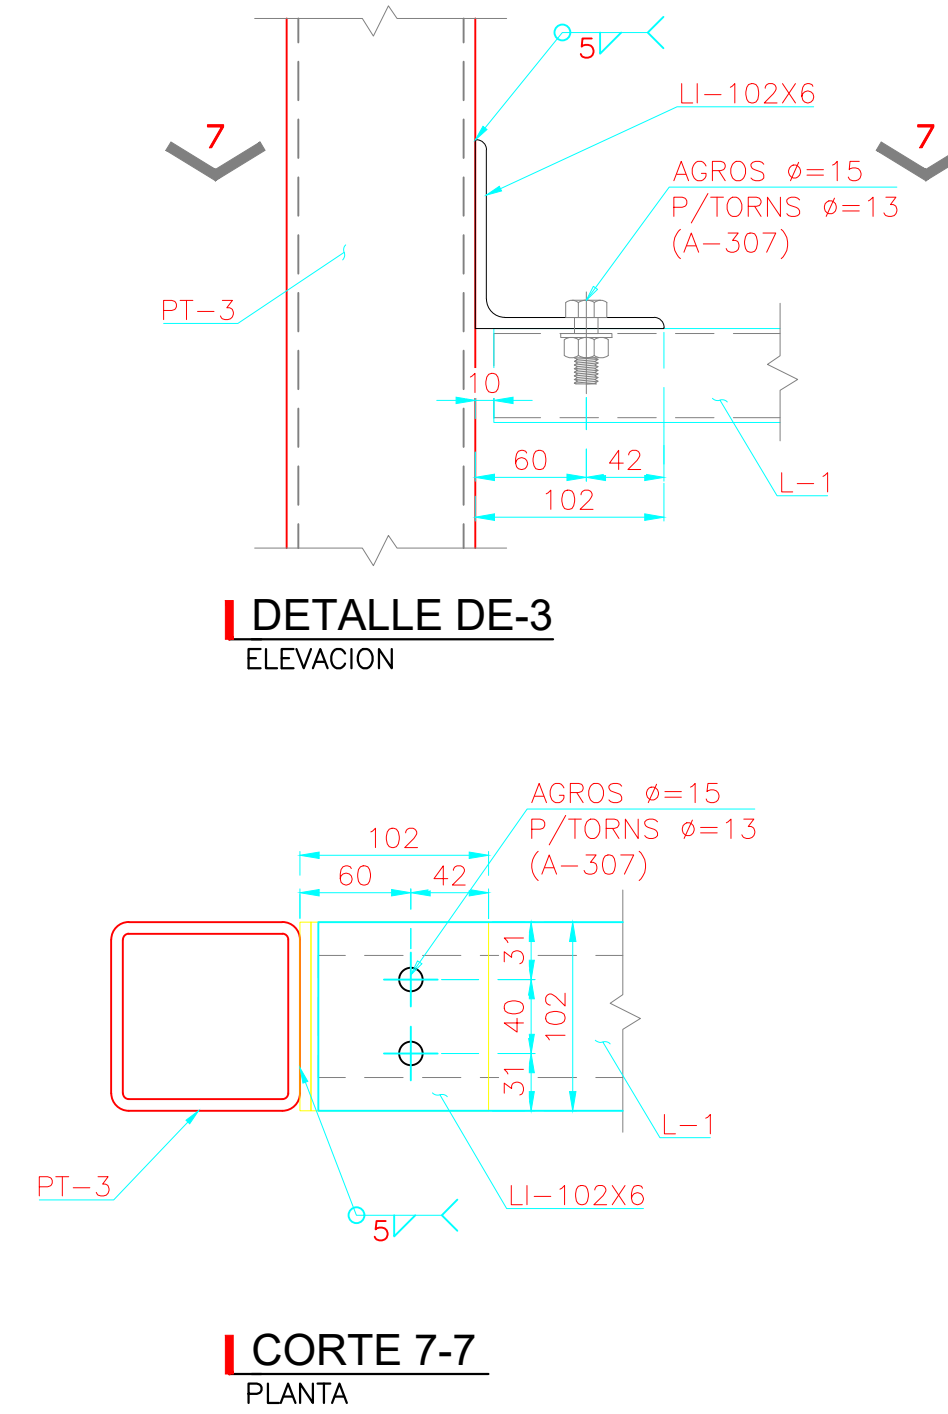 5
LI-102X6
7
7
AGROS ø=15
P/TORNS ø=13
(A-307)
PT-3
10
60
42
L-1
102
DETALLE DE-3
ELEVACION
AGROS ø=15
P/TORNS ø=13
(A-307)
102
60
42
31
40
102
31
L-1
PT-3
LI-102X6
5
CORTE 7-7
PLANTA